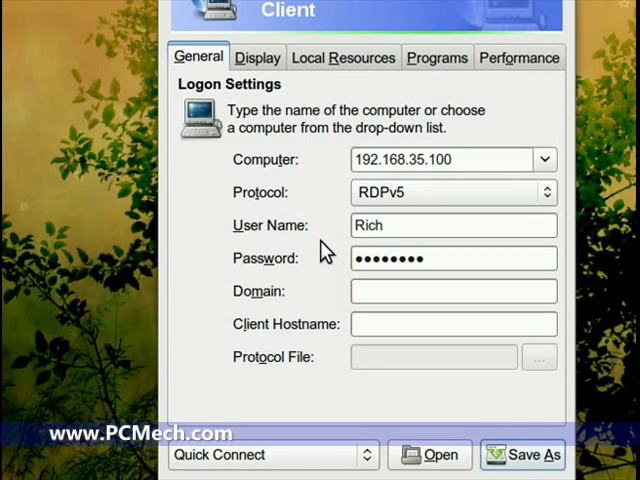 Client
General Display Local Resources Programs Performance
Logon Settings
Type the name of the computer or choose
a computer from the drop-down list.
Computer: 192.168.35.100
Protocol: RDPv5
User Name: Rich
Password: ●●●●●●●●
Domain:
Client Hostname:
Protocol File: ...
www.PCMech.com
Quick Connect Open Save As